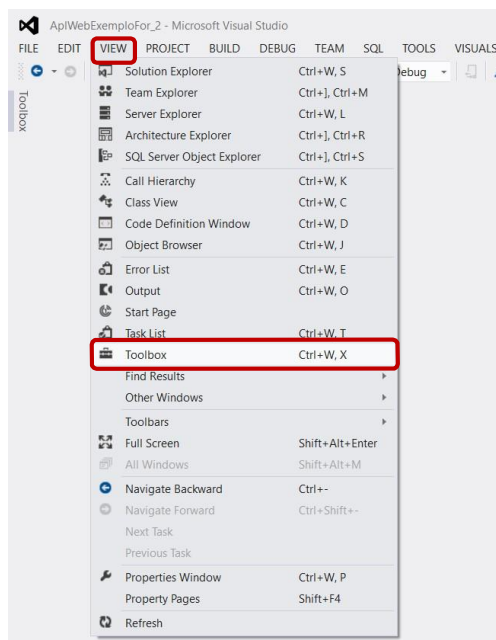 AplWebExemploFor_2 - Microsoft Visual Studio
FILE EDIT VIEW PROJECT BUILD DEBUG TEAM SQL TOOLS VISUALS
Debug
Toolbox
Solution Explorer Ctrl+W, S
Team Explorer Ctrl+], Ctrl+M
Server Explorer Ctrl+W, L
Architecture Explorer Ctrl+], Ctrl+R
SQL Server Object Explorer Ctrl+], Ctrl+S
Call Hierarchy Ctrl+W, K
Class View Ctrl+W, C
Code Definition Window Ctrl+W, D
Object Browser Ctrl+W, J
Error List Ctrl+W, E
Output Ctrl+W, O
Start Page
Task List Ctrl+W, T
Toolbox Ctrl+W, X
Find Results
Other Windows
Toolbars
Full Screen Shift+Alt+Enter
All Windows Shift+Alt+M
Navigate Backward Ctrl+-
Navigate Forward Ctrl+Shift+-
Next Task
Previous Task
Properties Window Ctrl+W, P
Property Pages Shift+F4
Refresh